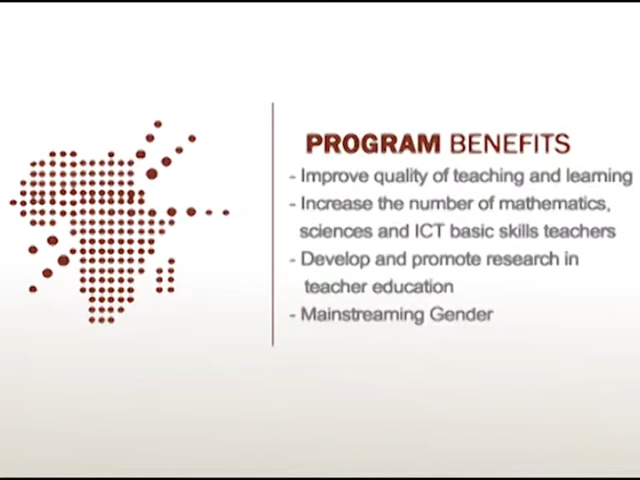 PROGRAM BENEFITS
- Improve quality of teaching and learning
- Increase the number of mathematics,
sciences and ICT basic skills teachers
- Develop and promote research in
teacher education
- Mainstreaming Gender